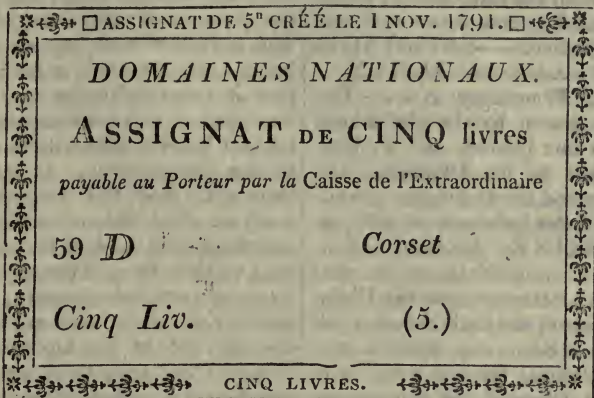 ASSIGNAT DE 5ᵗᵗ CRÉÉ LE 1 NOV. 1791.
DOMAINES NATIONAUX.
ASSIGNAT DE CINQ livres
payable au Porteur par la Caisse de l'Extraordinaire
59 D Corset
Cinq Liv. (5.)
CINQ LIVRES.